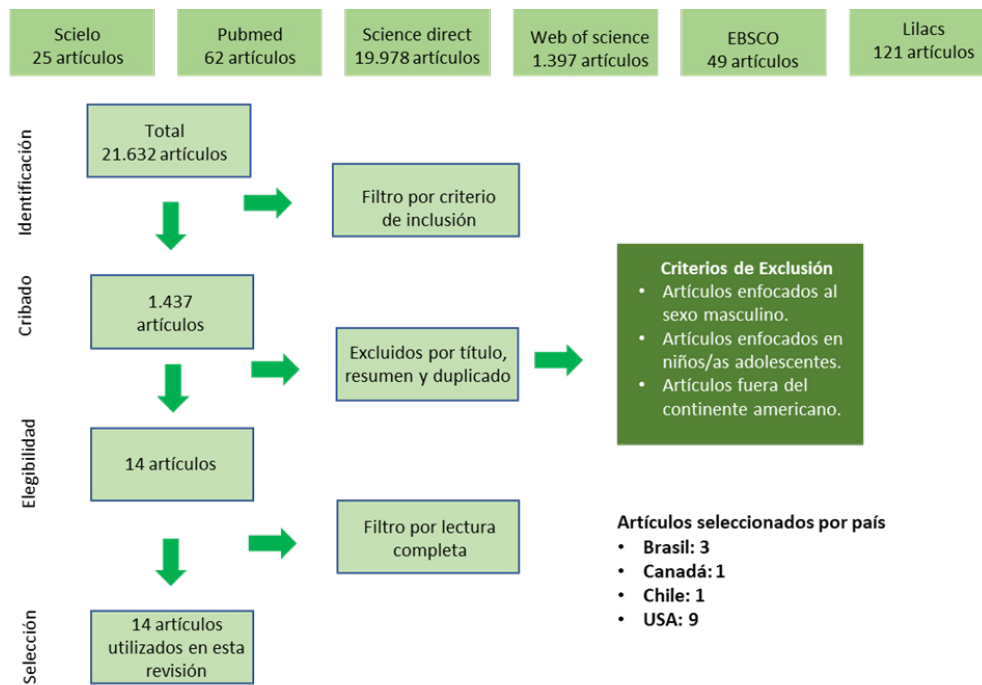 Scielo
25 artículos
Pubmed
62 artículos
Science direct
19.978 artículos
Web of science
1.397 artículos
EBSCO
49 artículos
Lilacs
121 artículos
Identificación
Total
21.632 artículos
Filtro por criterio
de inclusión
Cribado
1.437
artículos
Excluidos por título,
resumen y duplicado
Criterios de Exclusión
• Artículos enfocados al
sexo masculino.
• Artículos enfocados en
niños/as adolescentes.
• Artículos fuera del
continente americano.
Elegibilidad
14 artículos
Filtro por lectura
completa
Artículos seleccionados por país
• Brasil: 3
• Canadá: 1
• Chile: 1
• USA: 9
Selección
14 artículos
utilizados en esta
revisión